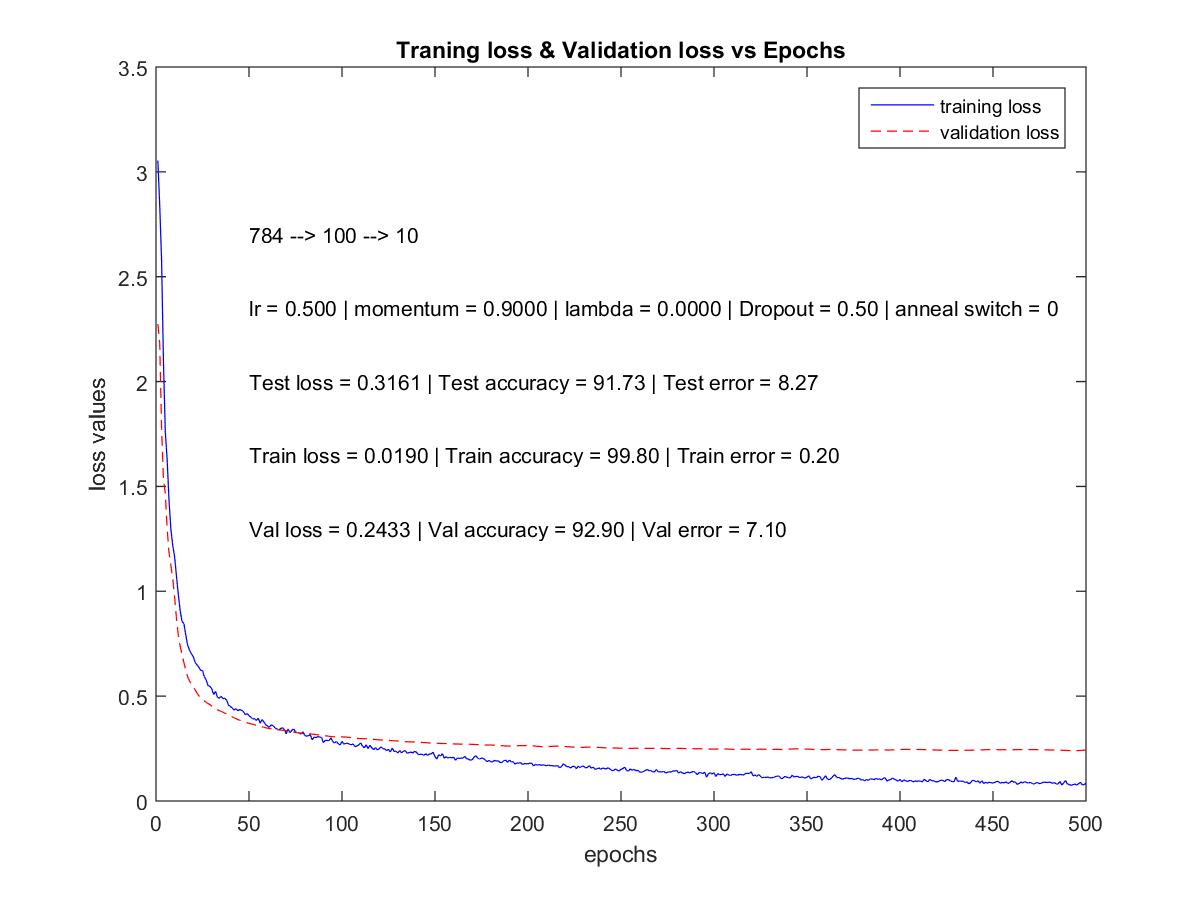 Traning loss & Validation loss vs Epochs
3.5
3
2.5
2
1.5
1
0.5
0
loss values
training loss
validation loss
784 --> 100 --> 10
lr = 0.500 | momentum = 0.9000 | lambda = 0.0000 | Dropout = 0.50 | anneal switch = 0
Test loss = 0.3161 | Test accuracy = 91.73 | Test error = 8.27
Train loss = 0.0190 | Train accuracy = 99.80 | Train error = 0.20
Val loss = 0.2433 | Val accuracy = 92.90 | Val error = 7.10
0 50 100 150 200 250 300 350 400 450 500
epochs